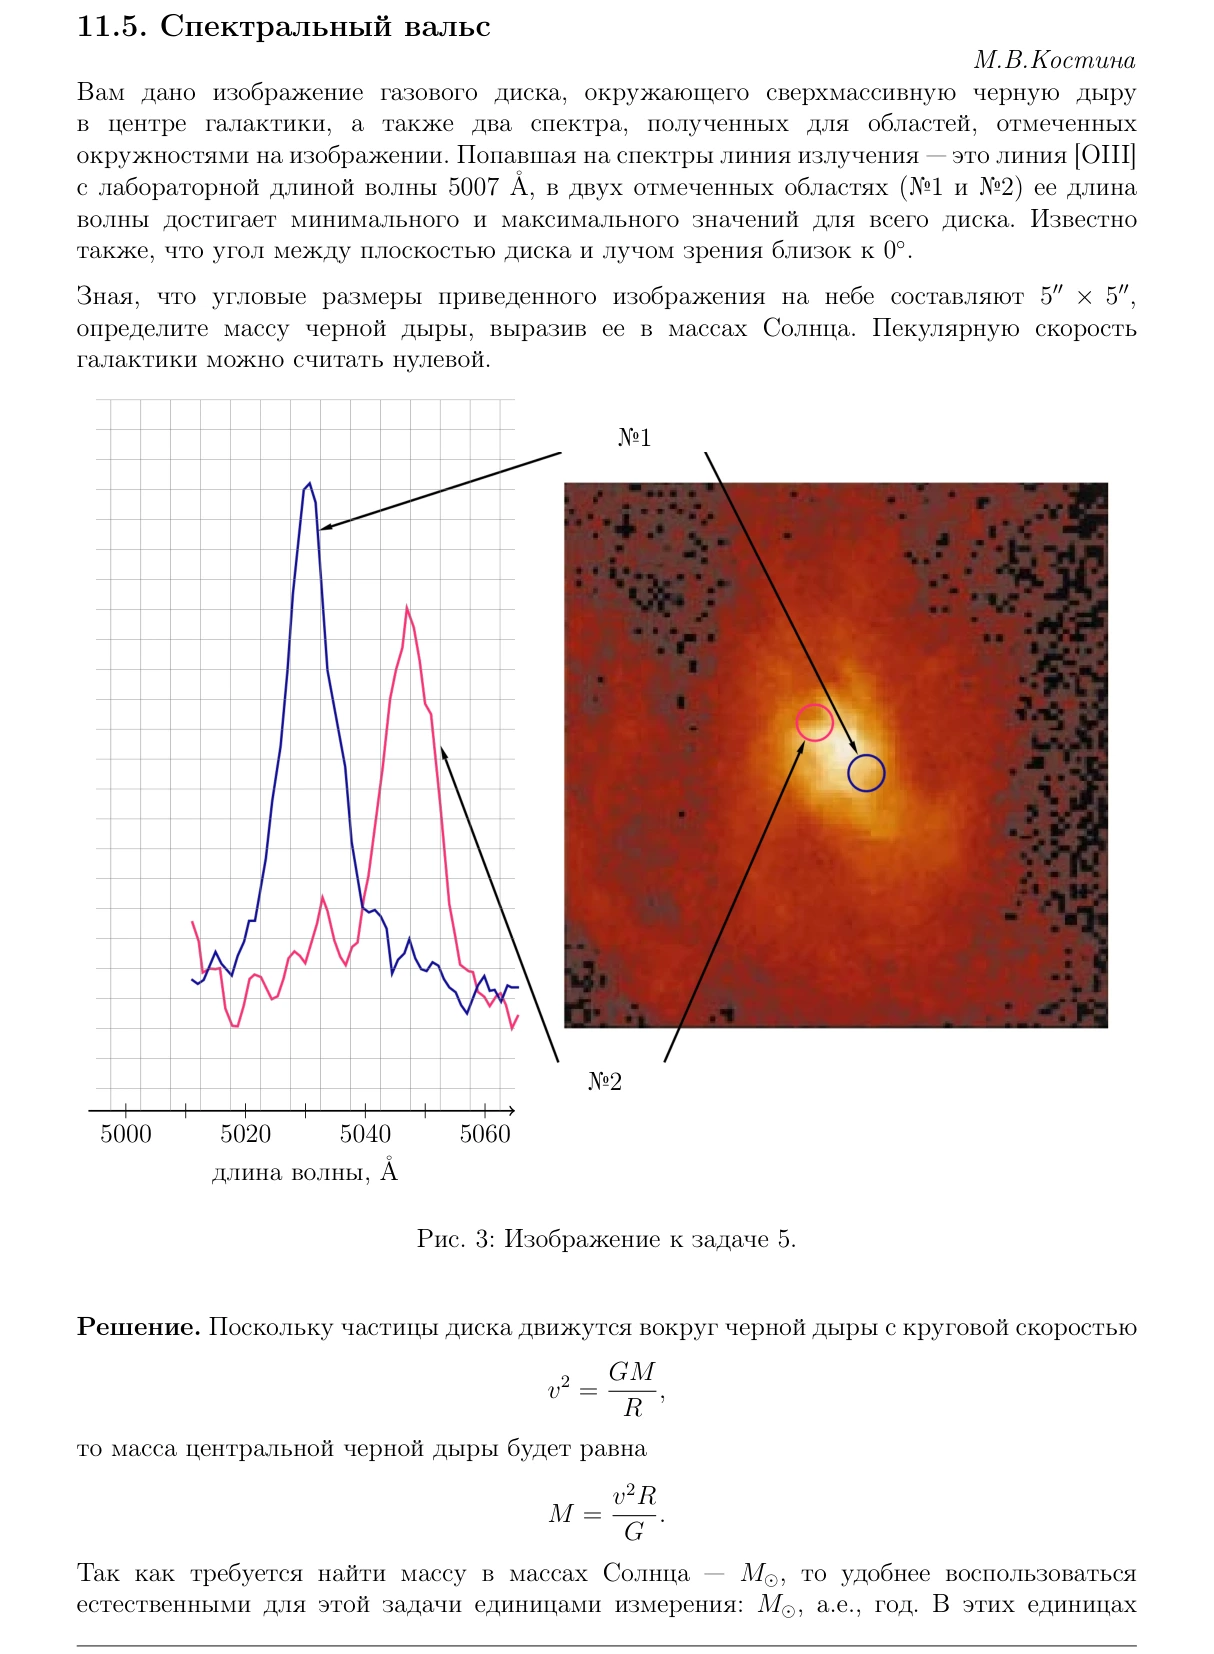 11.5. Спектральный вальс
М.В.Костина
Вам дано изображение газового диска, окружающего сверхмассивную черную дыру
в центре галактики, а также два спектра, полученных для областей, отмеченных
окружностями на изображении. Попавшая на спектры линия излучения — это линия [OIII]
с лабораторной длиной волны 5007 Å, в двух отмеченных областях (№1 и №2) ее длина
волны достигает минимального и максимального значений для всего диска. Известно
также, что угол между плоскостью диска и лучом зрения близок к 0°.
Зная, что угловые размеры приведенного изображения на небе составляют 5″ × 5″,
определите массу черной дыры, выразив ее в массах Солнца. Пекулярную скорость
галактики можно считать нулевой.
№1
№2
5000 5020 5040 5060
длина волны, Å
Рис. 3: Изображение к задаче 5.
Решение. Поскольку частицы диска движутся вокруг черной дыры с круговой скоростью
v² = GM/R,
то масса центральной черной дыры будет равна
M = v²R/G.
Так как требуется найти массу в массах Солнца — M☉, то удобнее воспользоваться
естественными для этой задачи единицами измерения: M☉, а.е., год. В этих единицах